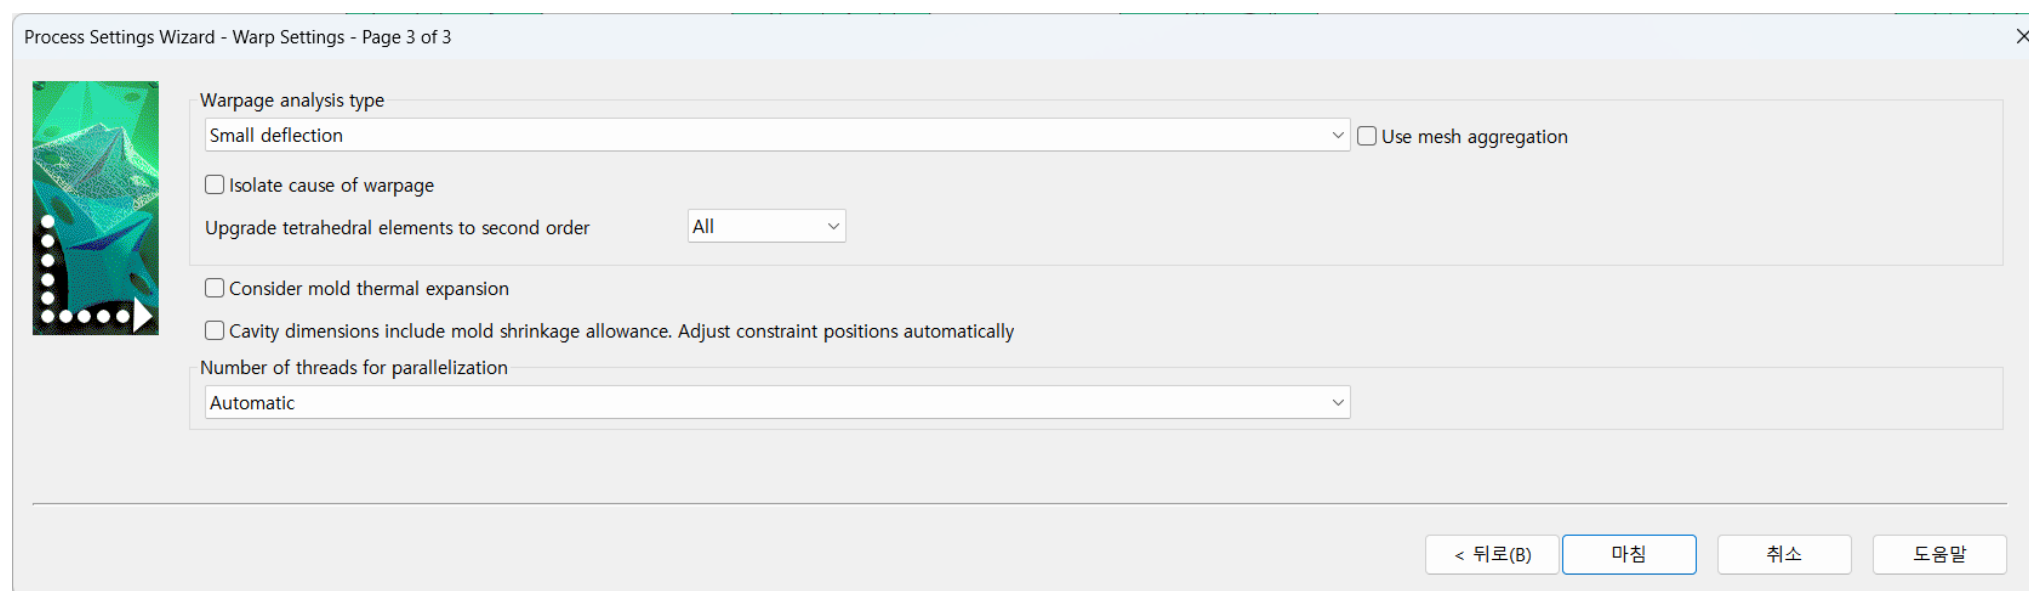 Process Settings Wizard - Warp Settings - Page 3 of 3
Warpage analysis type
Small deflection
Use mesh aggregation
Isolate cause of warpage
Upgrade tetrahedral elements to second order
All
Consider mold thermal expansion
Cavity dimensions include mold shrinkage allowance. Adjust constraint positions automatically
Number of threads for parallelization
Automatic
< 뒤로(B)
마침
취소
도움말